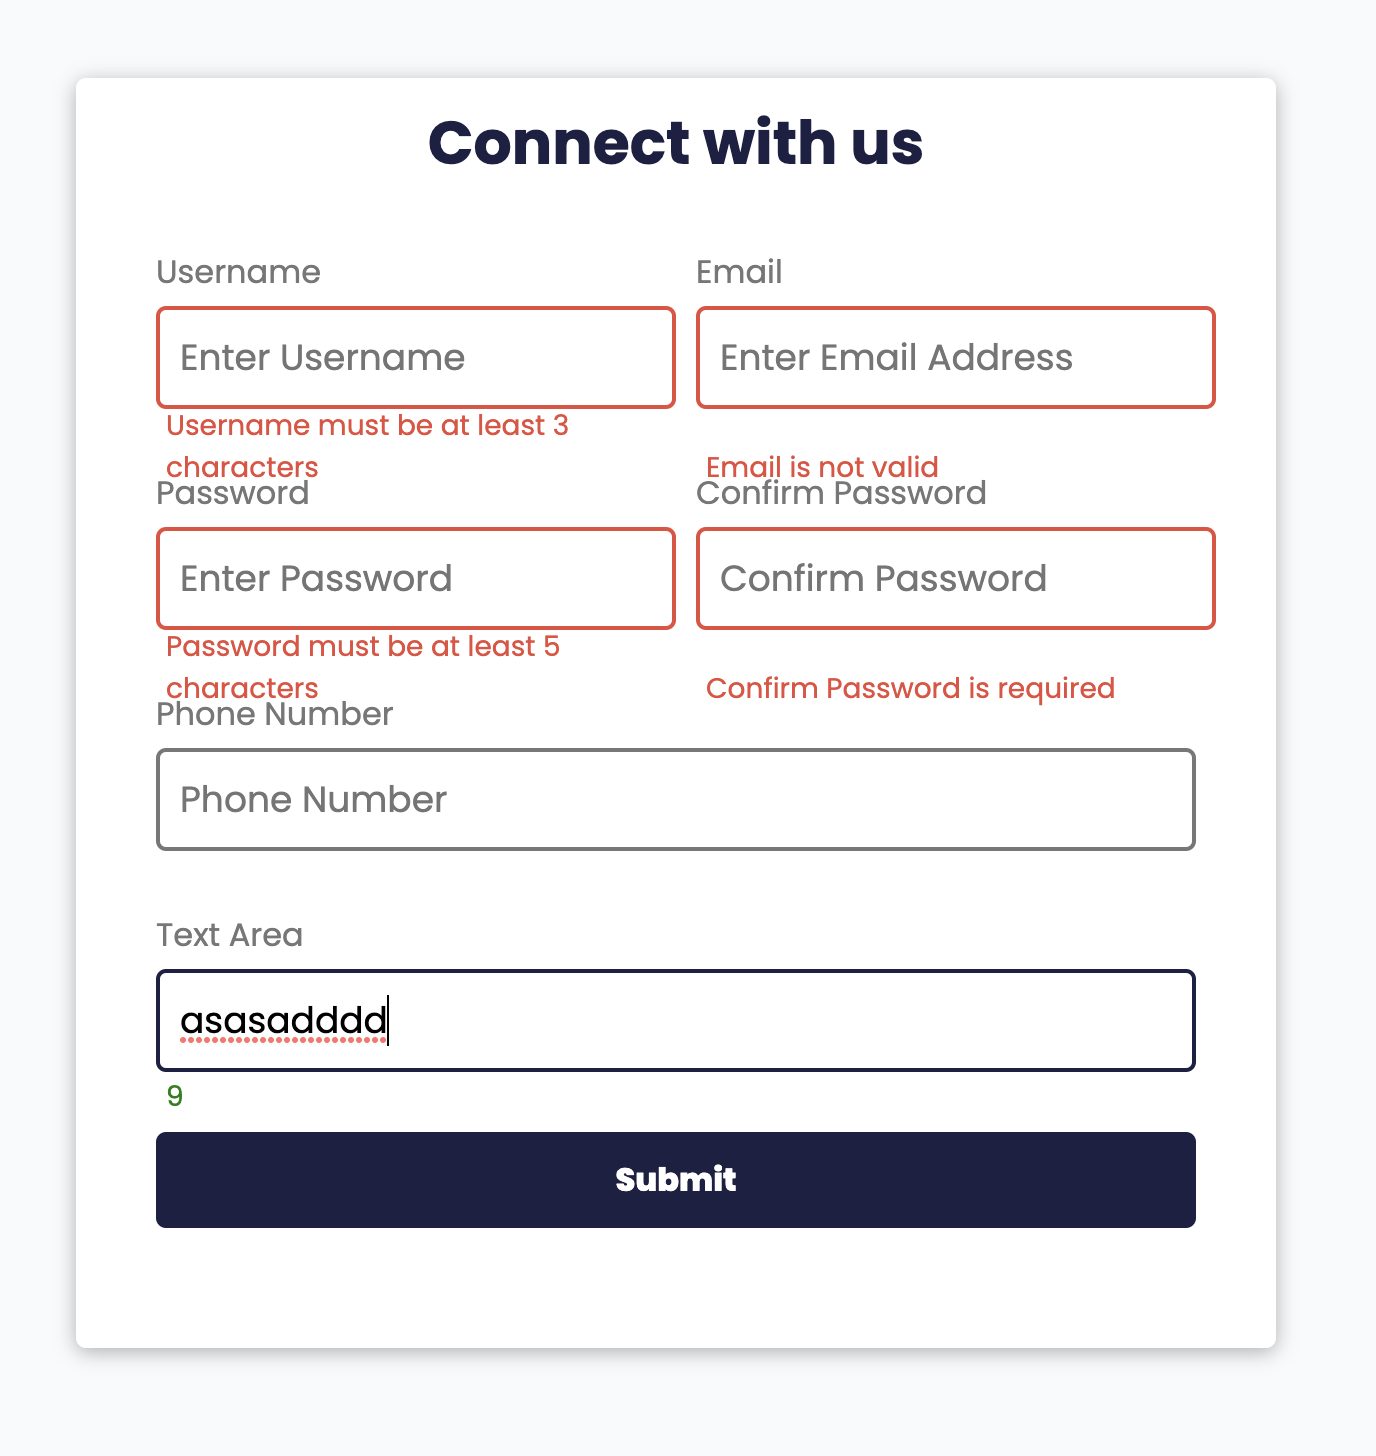 Connect with us
Username
Email
Enter Username
Enter Email Address
Username must be at least 3
characters
Email is not valid
Password
Confirm Password
Enter Password
Confirm Password
Password must be at least 5
characters
Confirm Password is required
Phone Number
Phone Number
Text Area
asasadddd
9
Submit